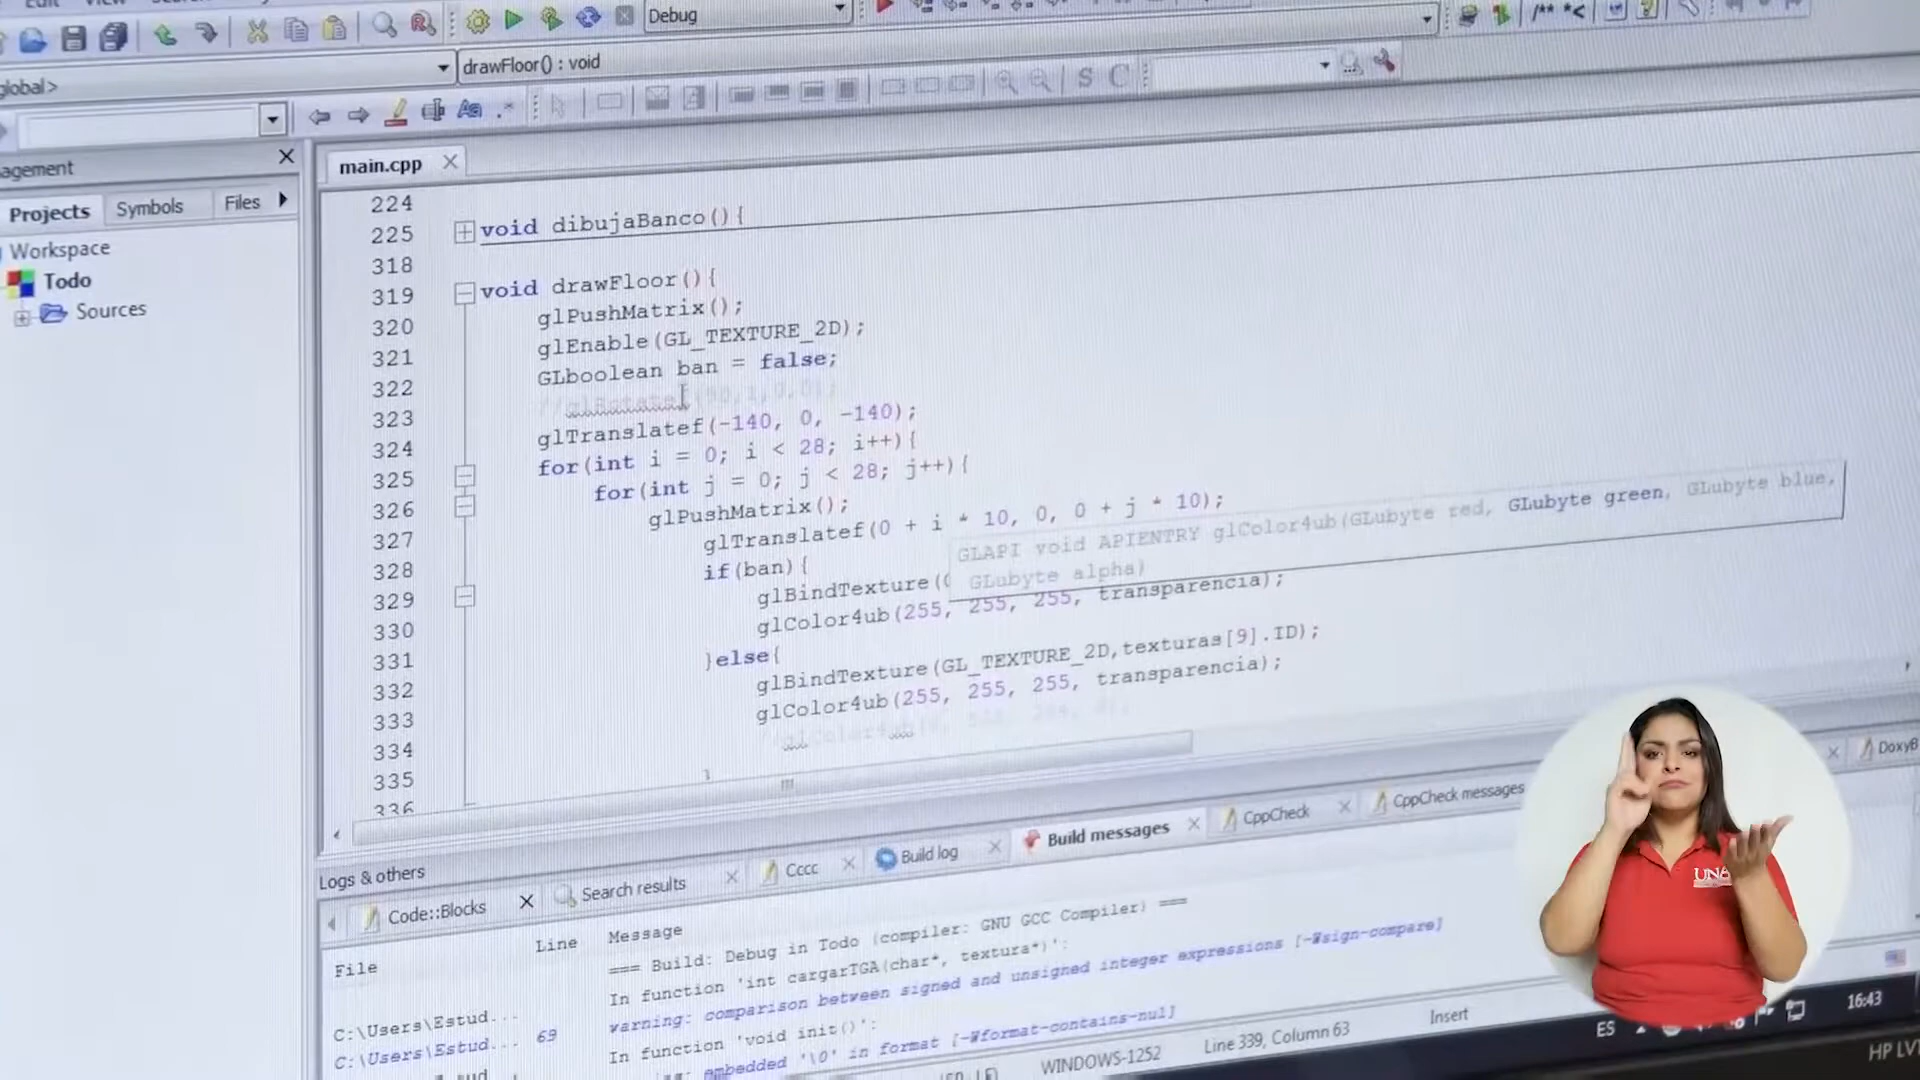 Edit View
Debug
/** *<
global>
drawFloor() : void
S C
agement
Projects Symbols Files
Workspace
Todo
Sources
main.cpp
224
225 void dibujaBanco(){
318
319 void drawFloor(){
320 glPushMatrix();
321 glEnable(GL_TEXTURE_2D);
322 GLboolean ban = false;
323 //glRotatef(90,1,0,0);
324 glTranslatef(-140, 0, -140);
325 for(int i = 0; i < 28; i++){
326 for(int j = 0; j < 28; j++){
327 glPushMatrix();
328 glTranslatef(0 + i * 10, 0, 0 + j * 10);
329 if(ban){
330 glBindTexture(
331 glColor4ub(255, 255, 255, transparencia);
332 }else{
333 glBindTexture(GL_TEXTURE_2D,texturas[9].ID);
334 glColor4ub(255, 255, 255, transparencia);
335
336 }
GLAPI void APIENTRY glColor4ub(GLubyte red, GLubyte green, GLubyte blue,
GLubyte alpha)
Logs & others
Code::Blocks Search results Cccc Build log Build messages CppCheck CppCheck messages DoxyB
File Line Message
=== Build: Debug in Todo (compiler: GNU GCC Compiler) ===
C:\Users\Estud... In function 'int cargarTGA(char*, textura*)':
C:\Users\Estud... 69 warning: comparison between signed and unsigned integer expressions [-Wsign-compare]
In function 'void init()':
embedded '\0' in format [-Wformat-contains-nul]
WINDOWS-1252 Line 339, Column 63 Insert
ES 16:43
HP LV
UNA